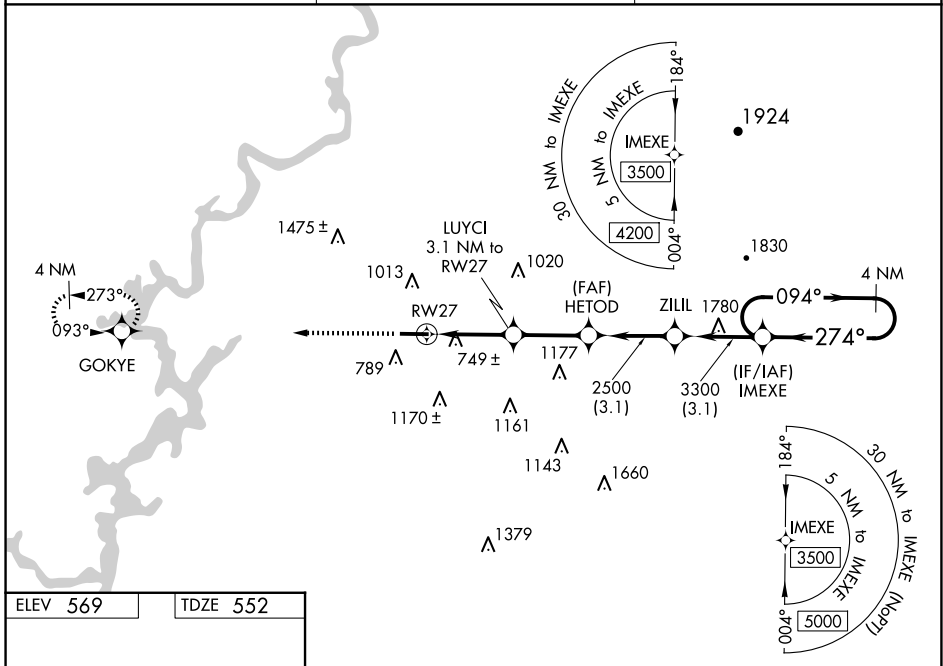 184°
30 NM to IMEXE
5 NM to IMEXE
IMEXE
3500
4200
004°
1924
1830
1475 ±
1013
LUYCI
3.1 NM to
RW27
1020
(FAF)
HETOD
ZILIL
1780
094°
4 NM
274°
4 NM
273°
093°
GOKYE
RW27
789
749 ±
1177
2500
(3.1)
3300
(3.1)
(IF/IAF)
IMEXE
1170 ±
1161
1143
1660
1379
184°
30 NM to IMEXE (NoPT)
5 NM to IMEXE
IMEXE
3500
5000
004°
ELEV 569
TDZE 552